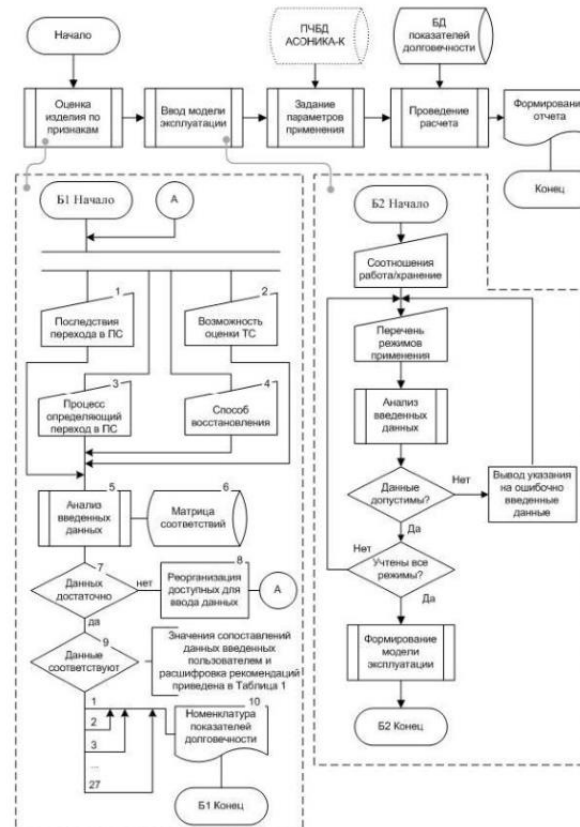 Начало
ПЧБД
АСОНИКА-К
БД
показателей
долговечности
Оценка
изделия по
признакам
Ввод модели
эксплуатации
Задание
параметров
применения
Проведение
расчета
Формировани
отчета
Конец
Б1 Начало
А
1
Последствия
перехода в ПС
2
Возможность
оценки ТС
3
Процесс
определяющий
переход в ПС
4
Способ
восстановления
5
Анализ
введенных
данных
6
Матрица
соответствий
7
Данных
достаточно
нет
8
Реорганизация
доступных для
ввода данных
А
да
9
Данные
соответствуют
Значения сопоставлений
данных введенных
пользователем и
расшифровка рекомендаций
приведена в Таблица 1
1
2
3
...
27
10
Номенклатура
показателей
долговечности
Б1 Конец
Б2 Начало
Соотношения
работа/хранение
Перечень
режимов
применения
Анализ
введенных
данных
Данные
допустимы?
Нет
Вывод указания
на ошибочно
введенные
данные
Да
Нет
Учтены все
режимы?
Да
Формирование
модели
эксплуатации
Б2 Конец